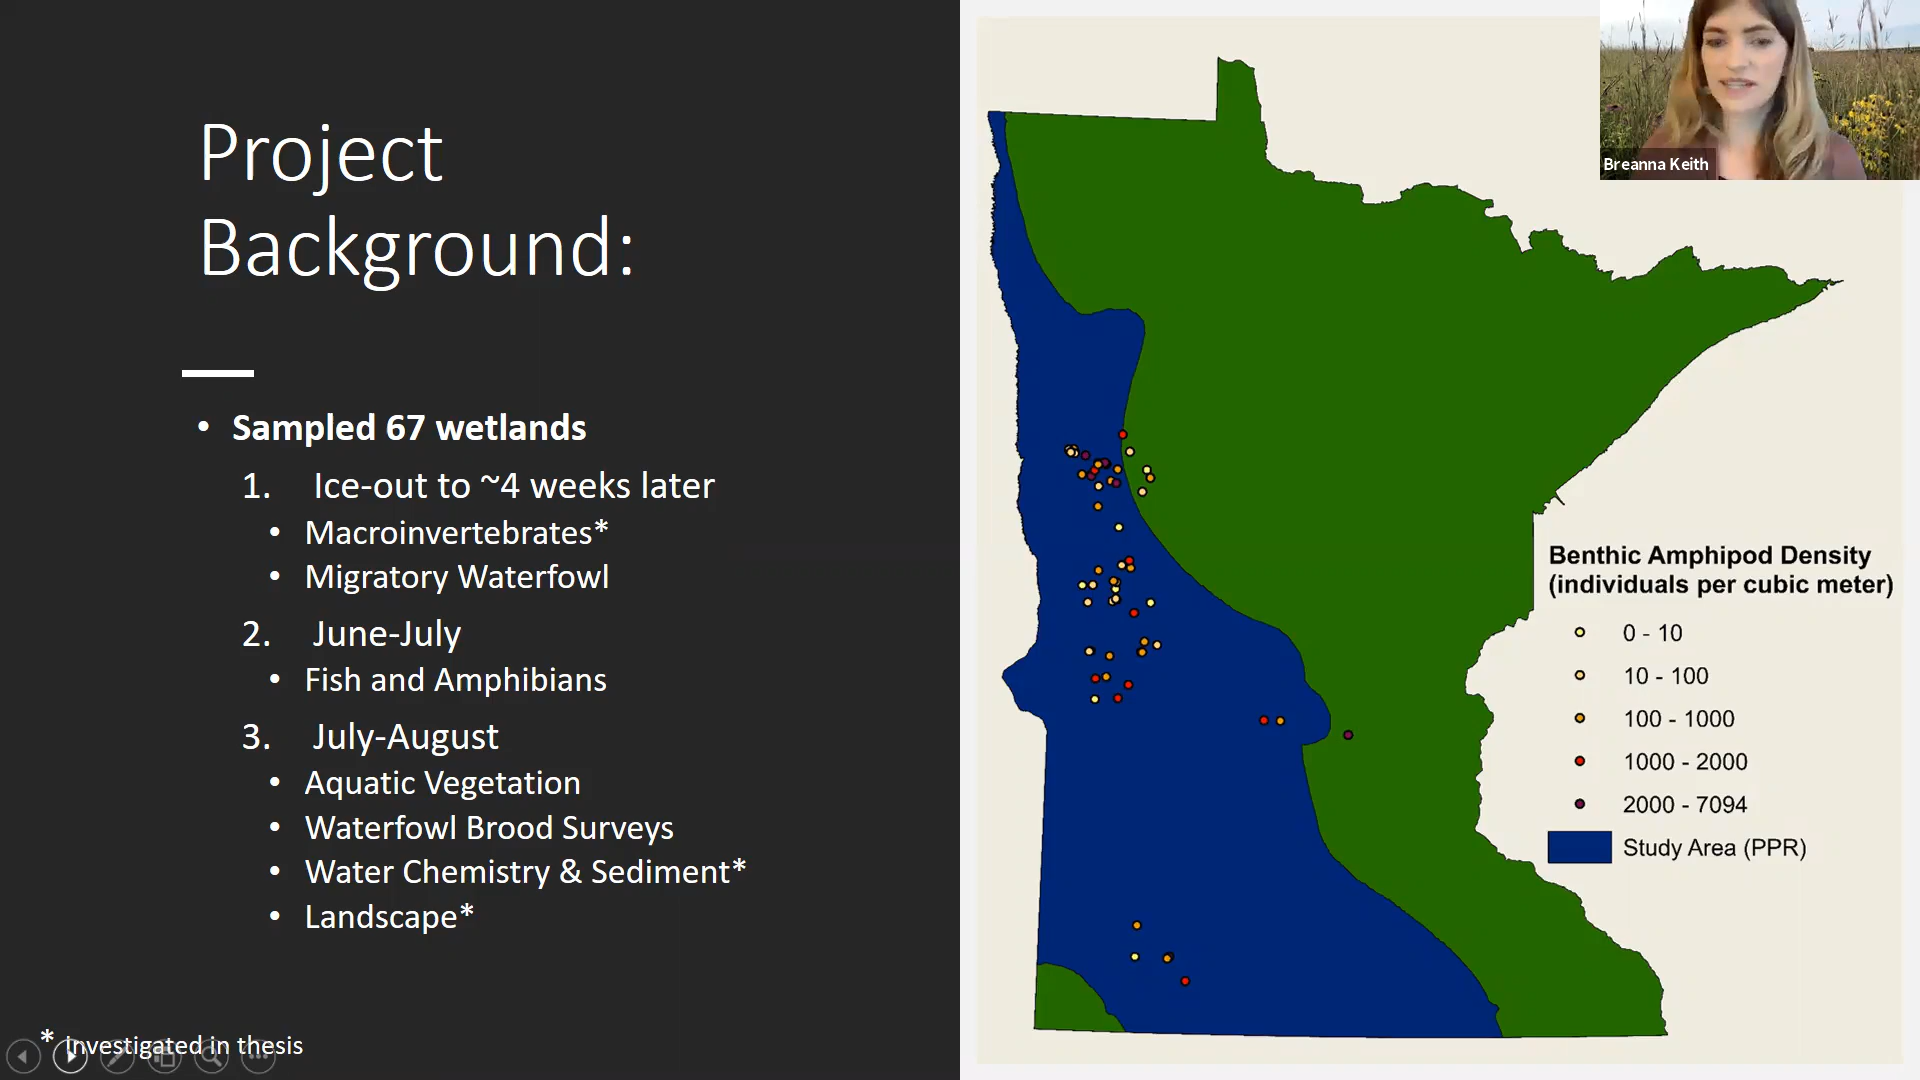 Project
Background:
• Sampled 67 wetlands
1. Ice-out to ~4 weeks later
• Macroinvertebrates*
• Migratory Waterfowl
2. June-July
• Fish and Amphibians
3. July-August
• Aquatic Vegetation
• Waterfowl Brood Surveys
• Water Chemistry & Sediment*
• Landscape*
* Investigated in thesis
Breanna Keith
Benthic Amphipod Density
(individuals per cubic meter)
0 - 10
10 - 100
100 - 1000
1000 - 2000
2000 - 7094
Study Area (PPR)